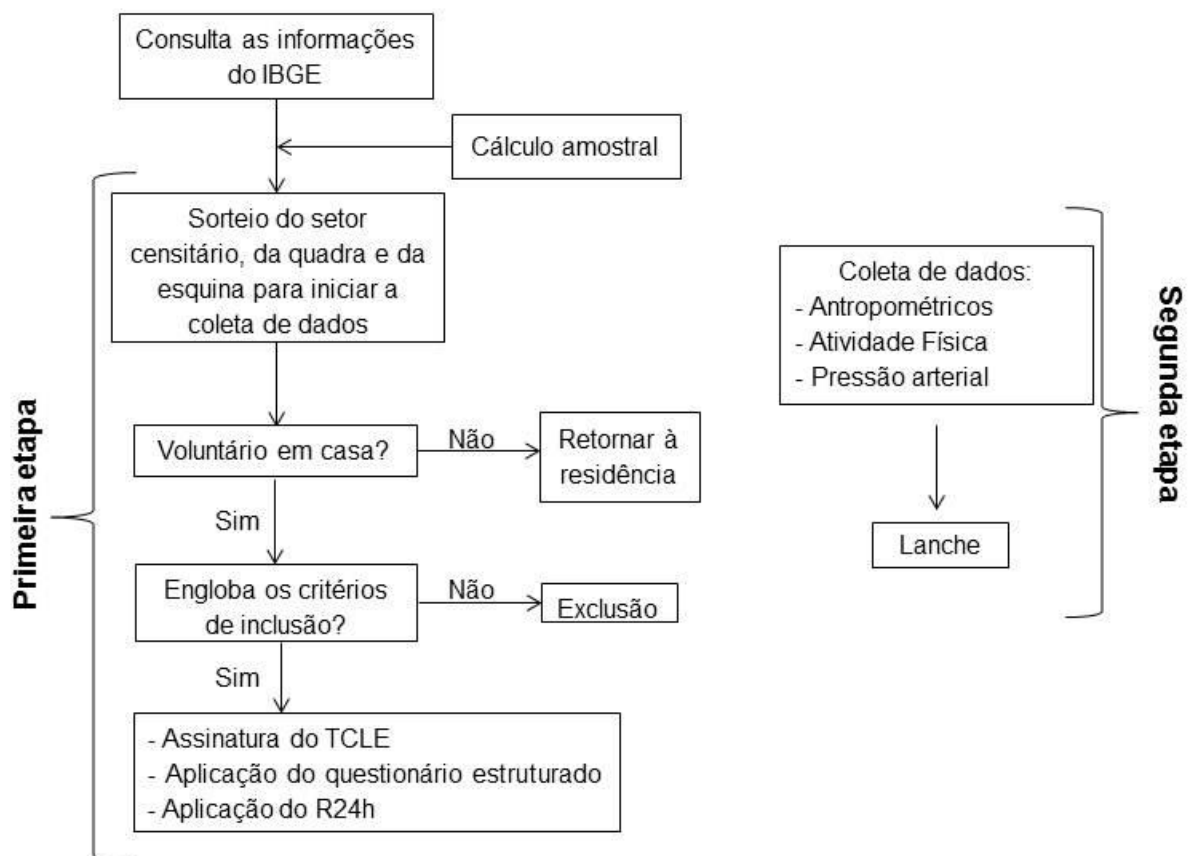 Consulta as informações
do IBGE
Cálculo amostral
Primeira etapa
Sorteio do setor
censitário, da quadra e da
esquina para iniciar a
coleta de dados
Voluntário em casa?
Não
Retornar à
residência
Sim
Engloba os critérios
de inclusão?
Não
Exclusão
Sim
- Assinatura do TCLE
- Aplicação do questionário estruturado
- Aplicação do R24h
Coleta de dados:
- Antropométricos
- Atividade Física
- Pressão arterial
Lanche
Segunda etapa